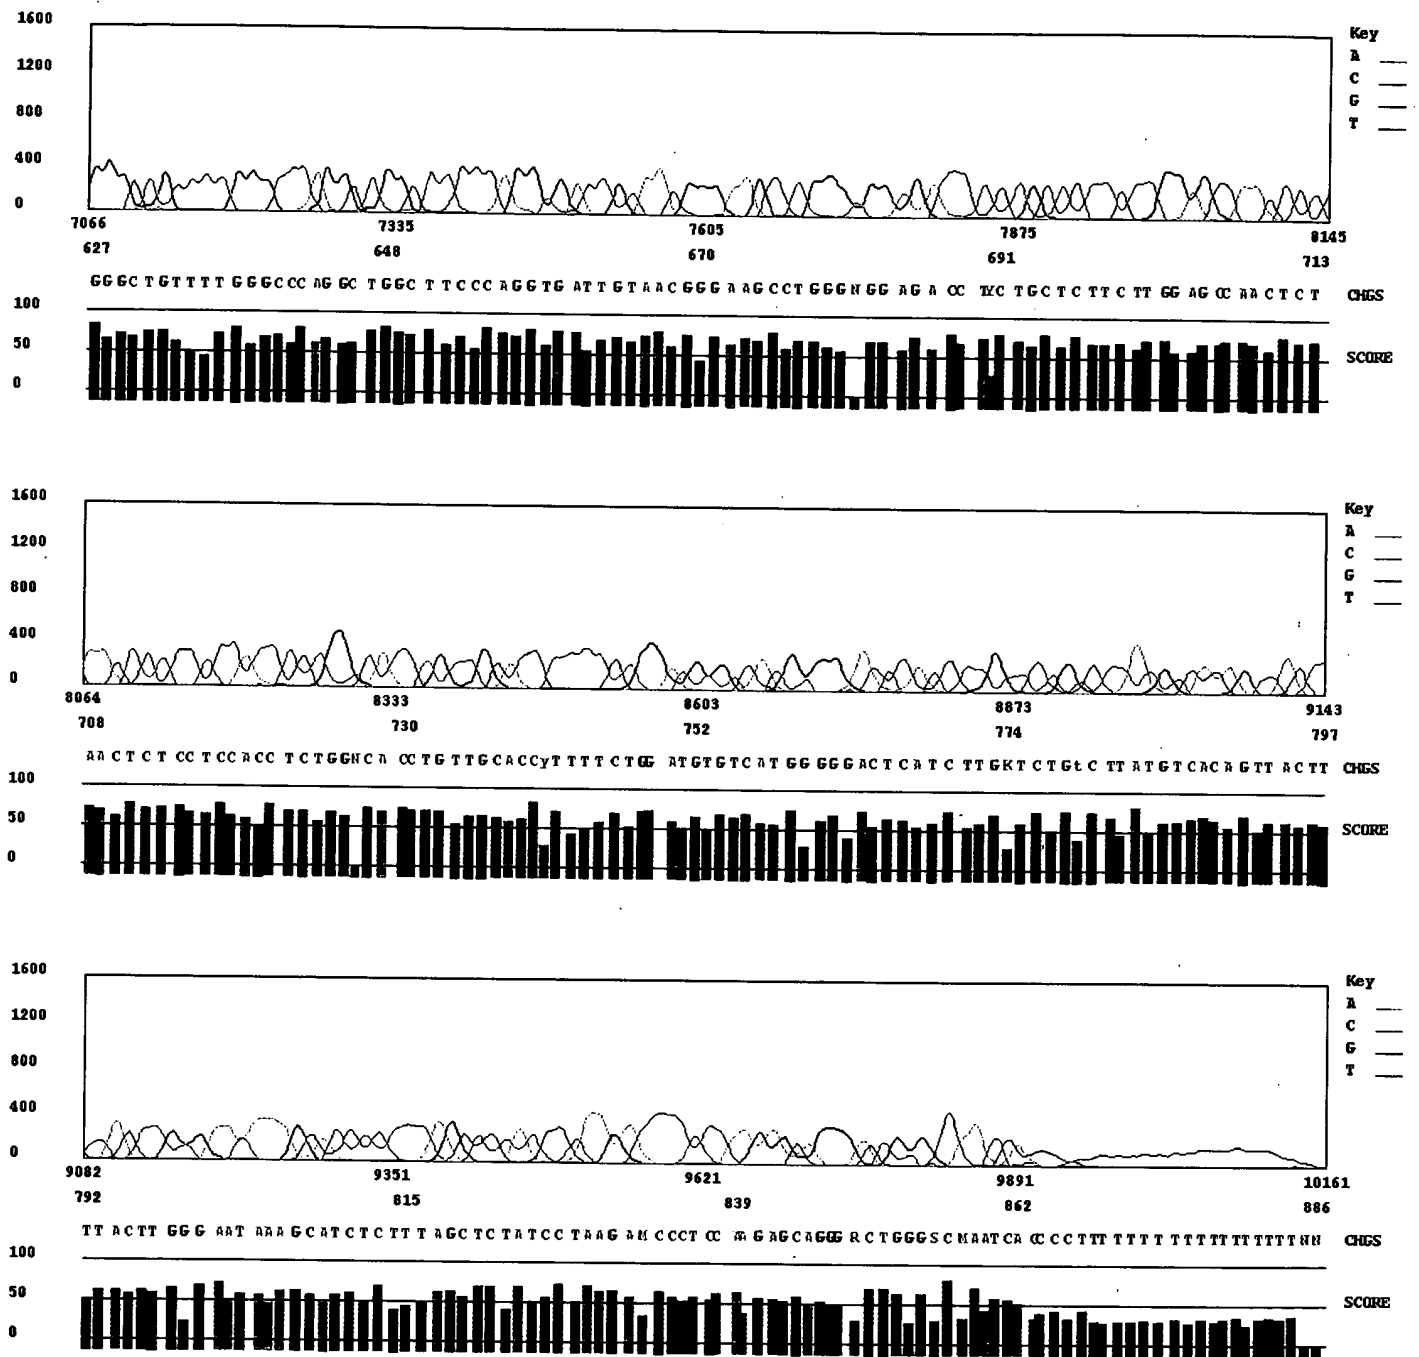 1600
1200
800
400
0
Key
A
C
G
T
7066 7335 7605 7875 8145
627 648 670 691 713
GGGCTGTTTTGGGCCCAGGCTGGCTTCCCAGGTGATTGTAACGGGAAGCCTGGGNGGAGACCTYCTGCTCTTCTTGGAGCCAACTCT CHGS
100
50 SCORE
0
1600
1200
800
400
0
Key
A
C
G
T
8064 8333 8603 8873 9143
708 730 752 774 797
AACTCTCCTCCACCTCTGGNCACCTGTTGCACCyTTTTCTGGATGTGTCATGGGGGACTCATCTTGKTCTGtCTTATGTCACAGTTACTT CHGS
100
50 SCORE
0
1600
1200
800
400
0
Key
A
C
G
T
9082 9351 9621 9891 10161
792 815 839 862 886
TTACTTGGGAATAAAGCATCTCTTTAGCTCTATCCTAAGAMCCCTCCAAGAGCAGGGRCTGGGSCMAATCACCCCTTTTTTTTTTTTTTTTTTTNN CHGS
100
50 SCORE
0